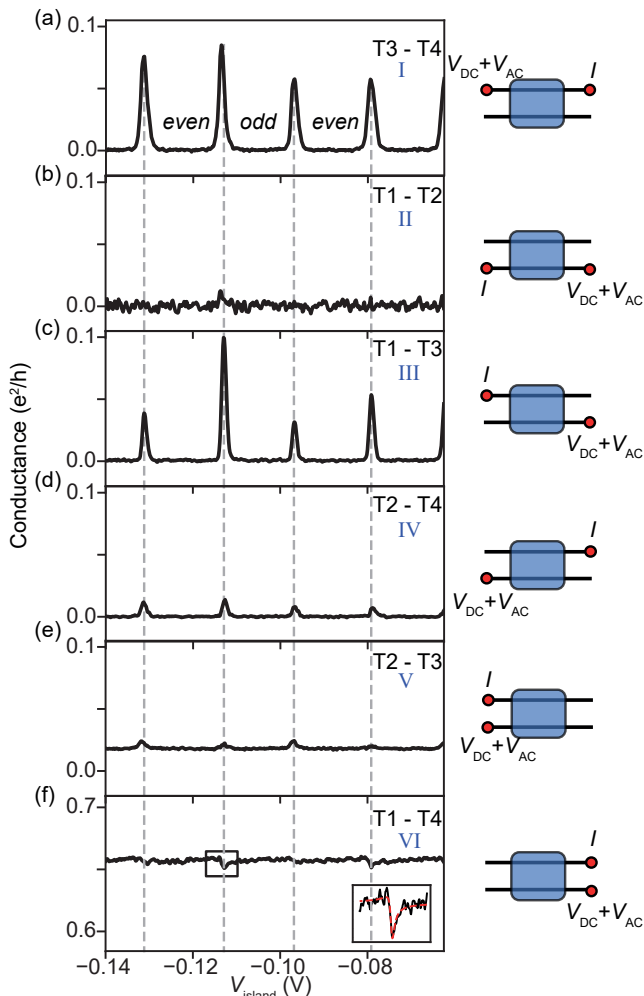 (a)
0.1
0.0
T3 - T4
I
even odd even
V_DC+V_AC I
(b)
0.1
0.0
T1 - T2
II
I V_DC+V_AC
(c)
0.1
0.0
T1 - T3
III
I
V_DC+V_AC
Conductance (e²/h)
(d)
0.1
0.0
T2 - T4
IV
I
V_DC+V_AC
(e)
0.1
0.0
T2 - T3
V
I
V_DC+V_AC
(f)
0.7
0.6
T1 - T4
VI
I
V_DC+V_AC
−0.14 −0.12 −0.10 −0.08
V_island (V)